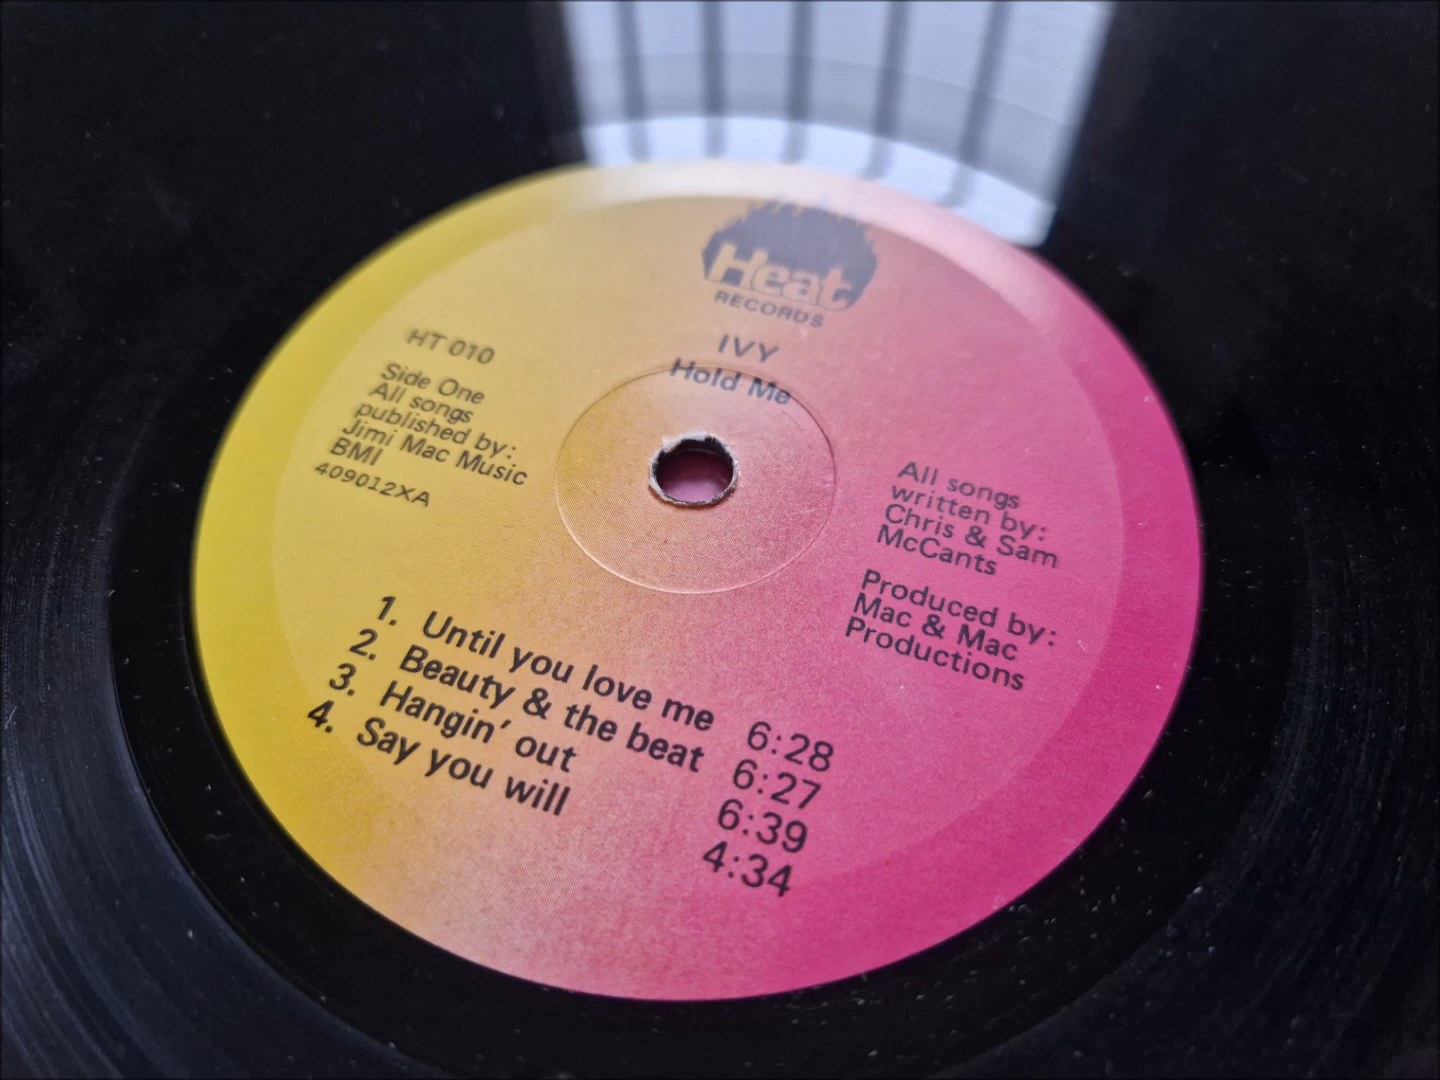 Heat
RECORDS
IVY
Hold Me
HT 010
Side One
All songs
published by:
Jimi Mac Music
BMI
409012XA
All songs
written by:
Chris & Sam
McCants
Produced by:
Mac & Mac
Productions
1. Until you love me 6:28
2. Beauty & the beat 6:27
3. Hangin' out 6:39
4. Say you will 4:34